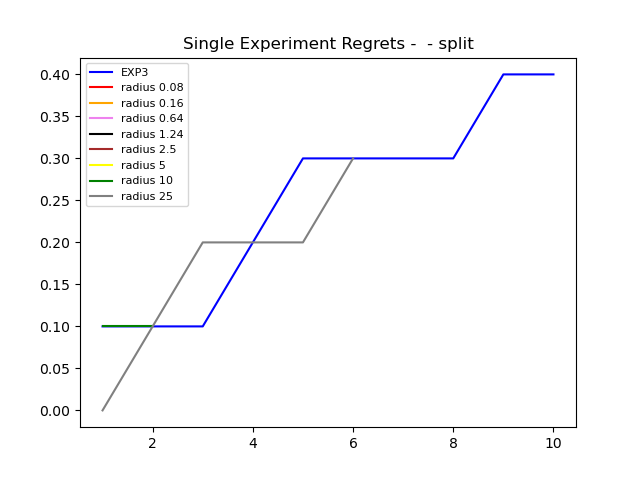 Single Experiment Regrets -  - split
0.40
0.35
0.30
0.25
0.20
0.15
0.10
0.05
0.00
EXP3
radius 0.08
radius 0.16
radius 0.64
radius 1.24
radius 2.5
radius 5
radius 10
radius 25
2 4 6 8 10